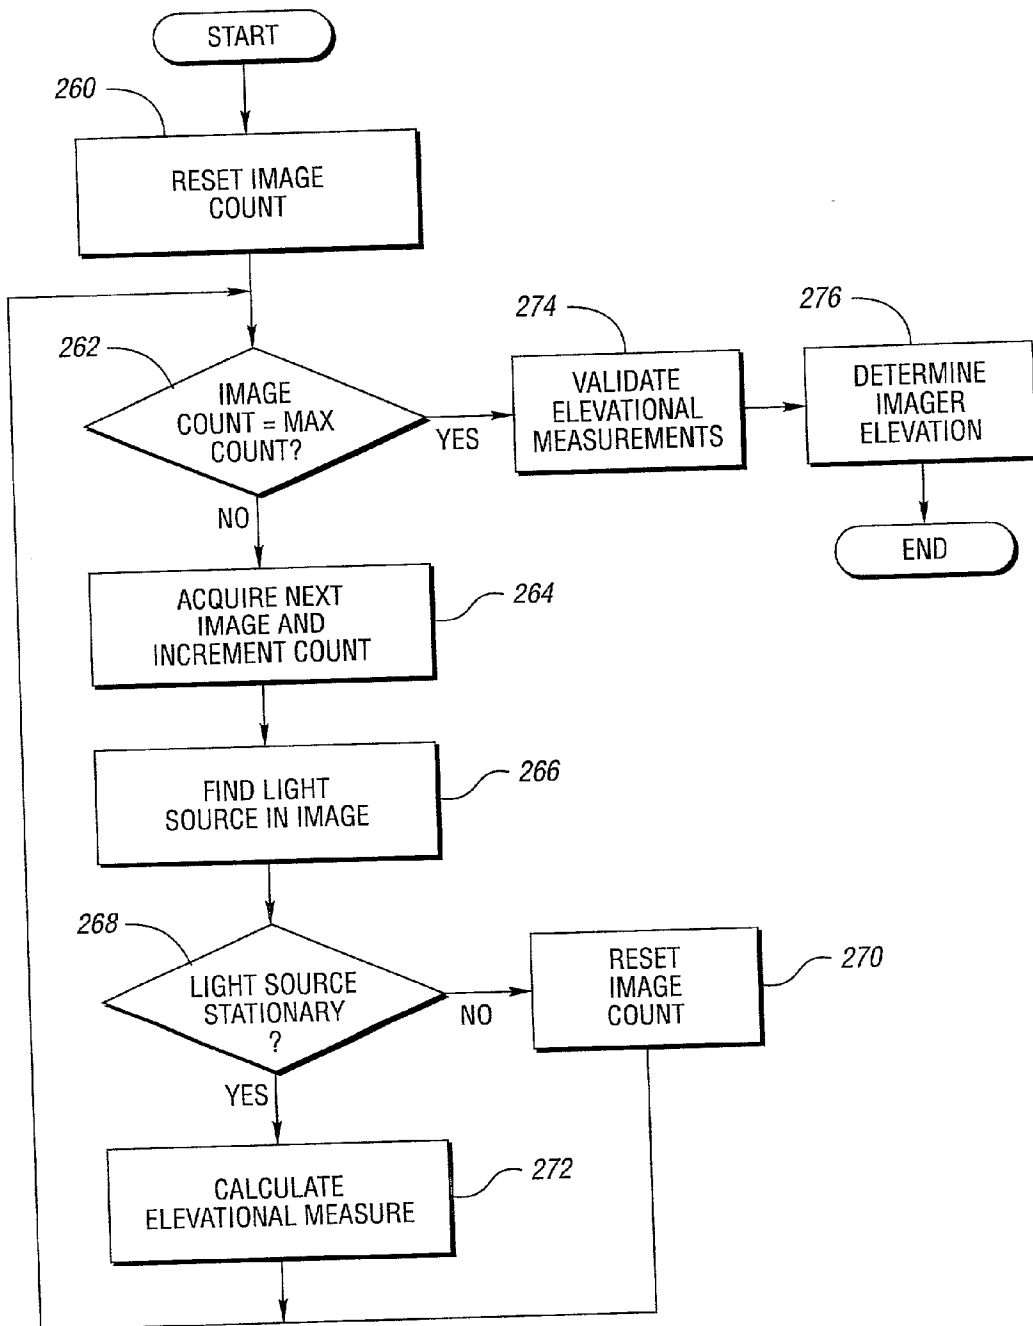 START
260
RESET IMAGE
COUNT
262
IMAGE
COUNT = MAX
COUNT?
YES
NO
274
VALIDATE
ELEVATIONAL
MEASUREMENTS
276
DETERMINE
IMAGER
ELEVATION
END
ACQUIRE NEXT
IMAGE AND
INCREMENT COUNT
264
FIND LIGHT
SOURCE IN IMAGE
266
268
LIGHT SOURCE
STATIONARY
?
NO
YES
RESET
IMAGE
COUNT
270
CALCULATE
ELEVATIONAL MEASURE
272